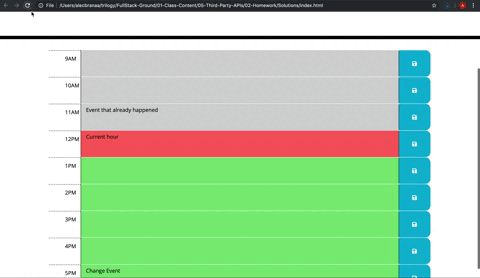 File | /Users/alecbranaa/trilogy/FullStack-Ground/01-Class-Content/05-Third-Party-APIs/02-Homework/Solutions/index.html
9AM
10AM
11AM Event that already happened
12PM Current hour
1PM
2PM
3PM
4PM
5PM Change Event